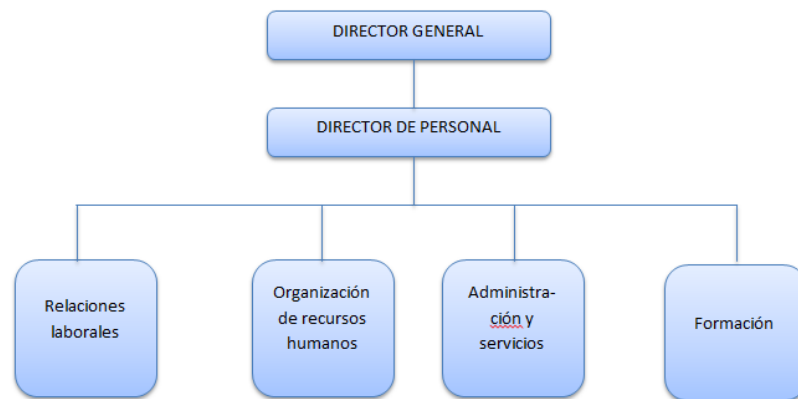 DIRECTOR GENERAL
DIRECTOR DE PERSONAL
Relaciones
laborales
Organización
de recursos
humanos
Administra-
ción y
servicios
Formación